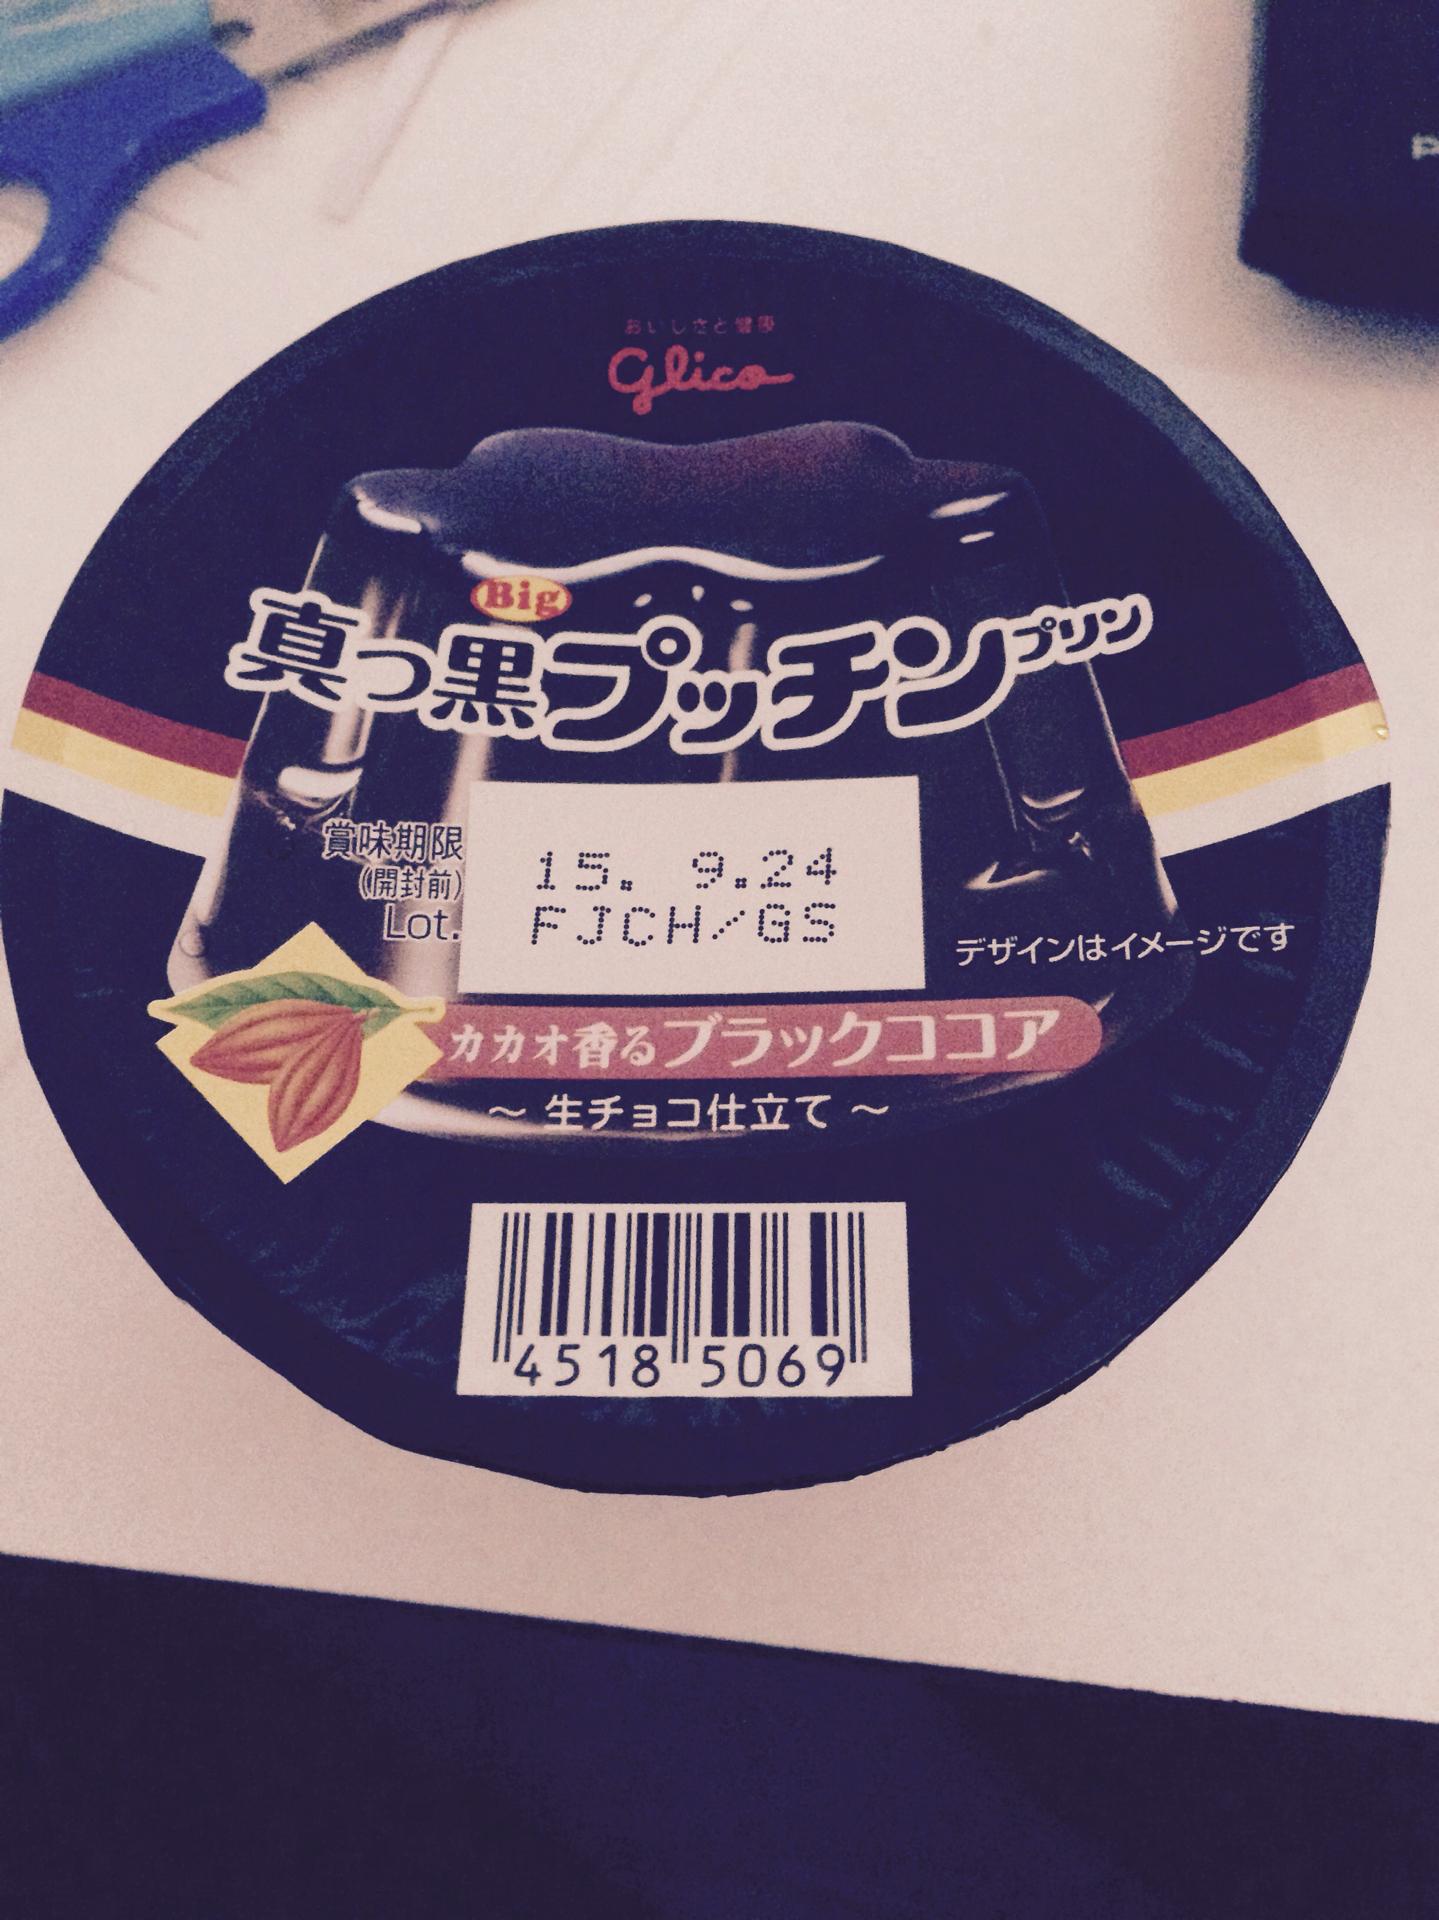 おいしさと健康
Glico
Big
真っ黒プッチンプリン
賞味期限
(開封前)
Lot.
15. 9.24
FJCH/GS
デザインはイメージです
カカオ香るブラックココア
～ 生チョコ仕立て ～
4518 5069